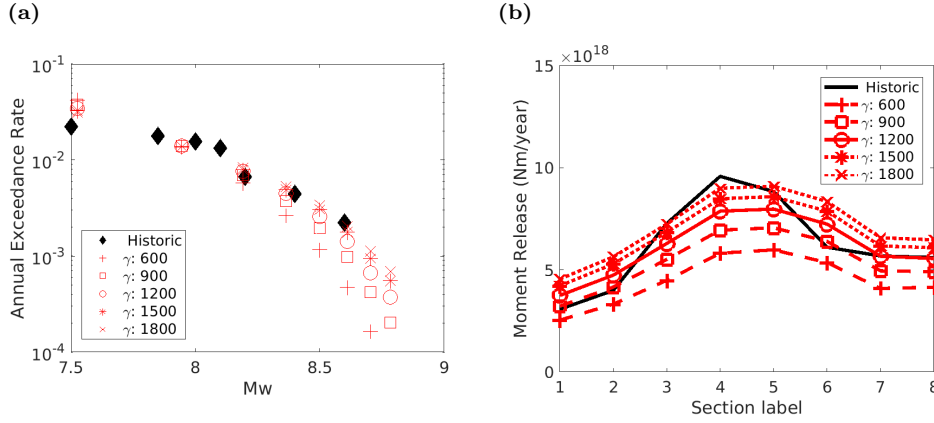 (a)
(b)
Annual Exceedance Rate
10^-1
10^-2
10^-3
10^-4
7.5
8
8.5
9
Mw
Historic
γ: 600
γ: 900
γ: 1200
γ: 1500
γ: 1800
×10^18
Moment Release (Nm/year)
15
10
5
0
1
2
3
4
5
6
7
8
Section label
Historic
γ: 600
γ: 900
γ: 1200
γ: 1500
γ: 1800